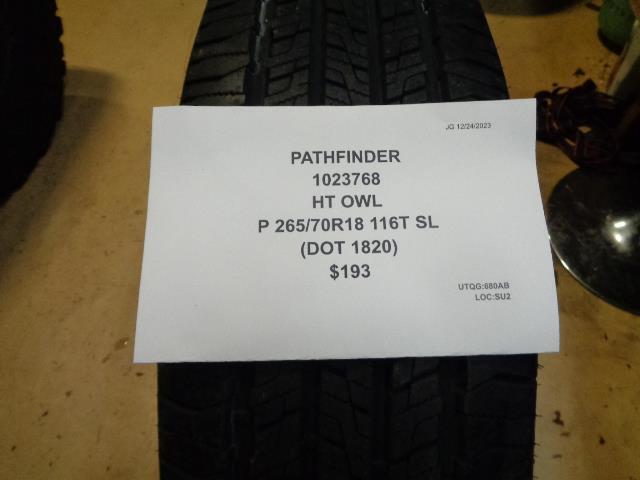 JG 12/24/2023
PATHFINDER
1023768
HT OWL
P 265/70R18 116T SL
(DOT 1820)
$193
UTQG:680AB
LOC:SU2